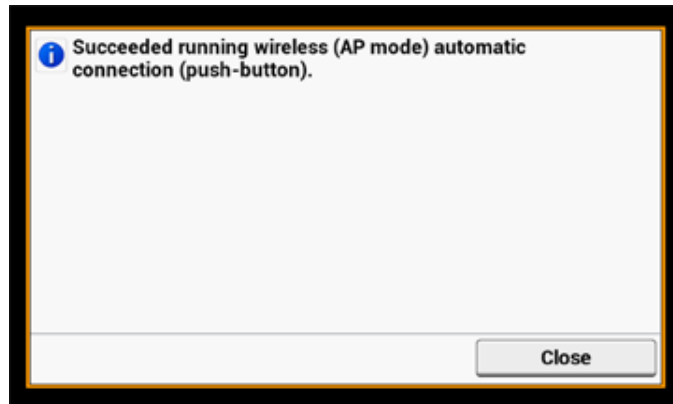 Succeeded running wireless (AP mode) automatic
connection (push-button).
Close